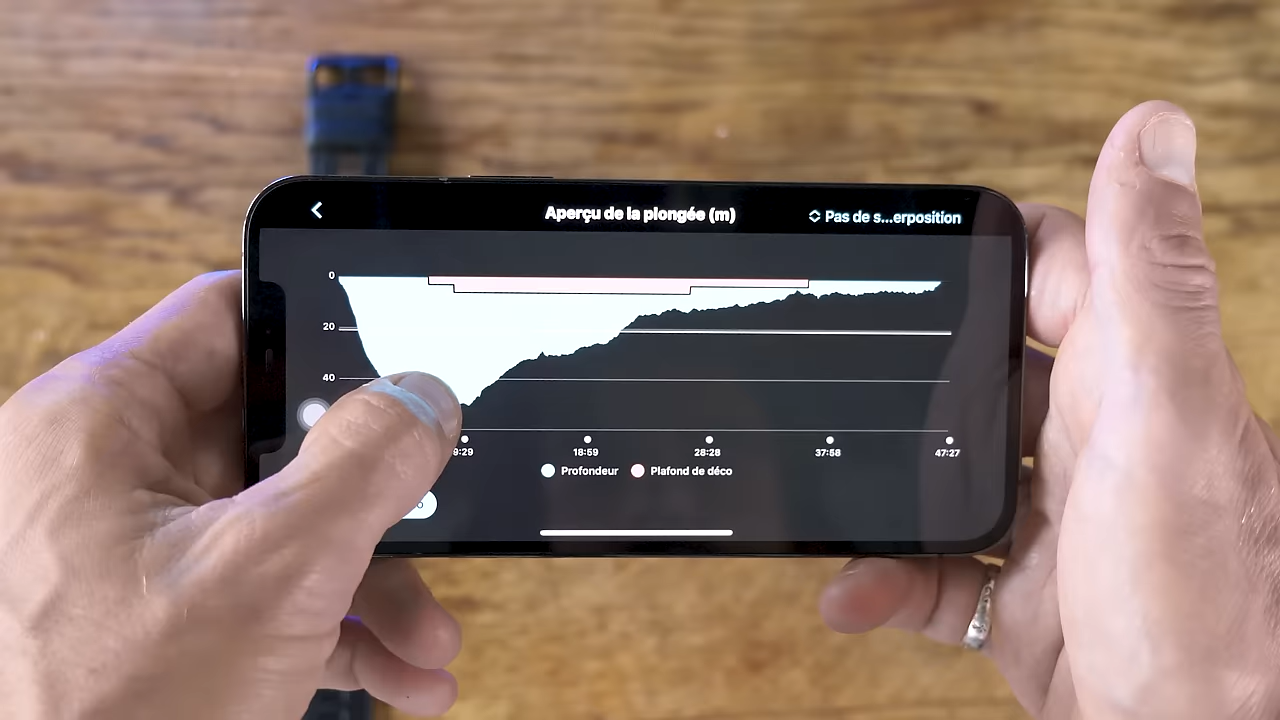 Aperçu de la plongée (m)
Pas de s...erposition
0
20
40
9:29
18:59
28:28
37:58
47:27
Profondeur
Plafond de déco